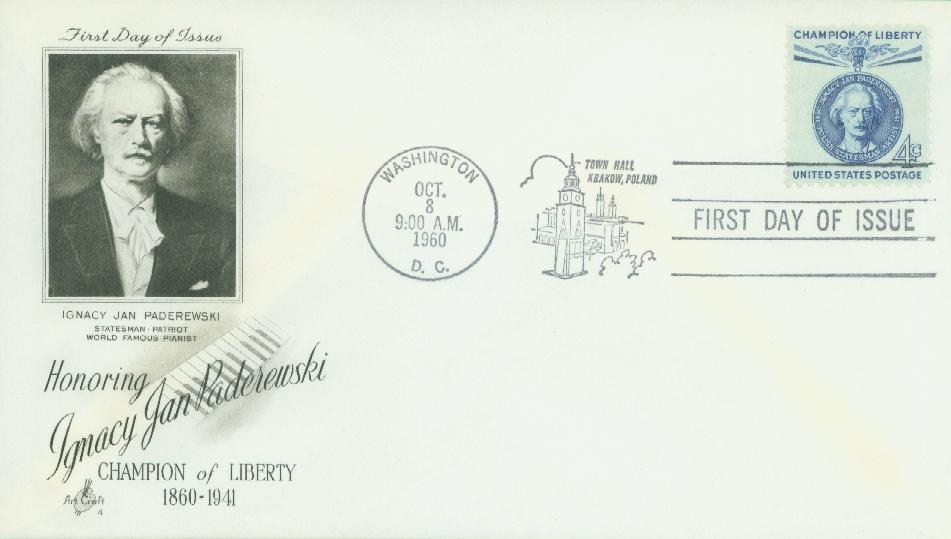 First Day of Issue
IGNACY JAN PADEREWSKI
STATESMAN · PATRIOT
WORLD FAMOUS PIANIST
Honoring
Ignacy Jan Paderewski
CHAMPION of LIBERTY
1860-1941
Art Craft
4
WASHINGTON
OCT.
8
9:00 A.M.
1960
D. C.
TOWN HALL
KRAKOW, POLAND
FIRST DAY OF ISSUE
CHAMPION OF LIBERTY
IGNACY JAN PADEREWSKI
STATESMAN ARTIST
4¢
UNITED STATES POSTAGE